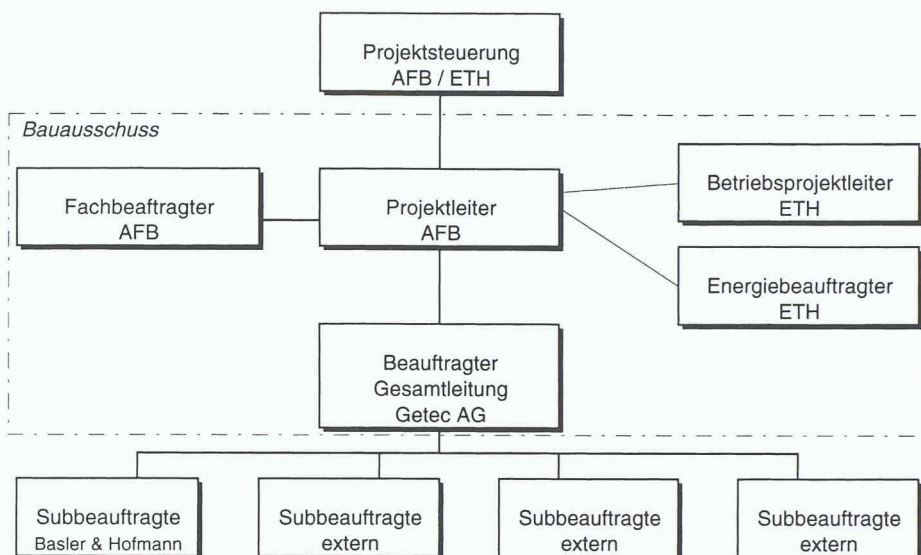 Projektsteuerung
AFB / ETH
Bauausschuss
Fachbeaftragter
AFB
Projektleiter
AFB
Betriebsprojektleiter
ETH
Energiebeauftragter
ETH
Beauftragter
Gesamtleitung
Getec AG
Subbeauftragte
Basler & Hofmann
Subbeauftragte
extern
Subbeauftragte
extern
Subbeauftragte
extern